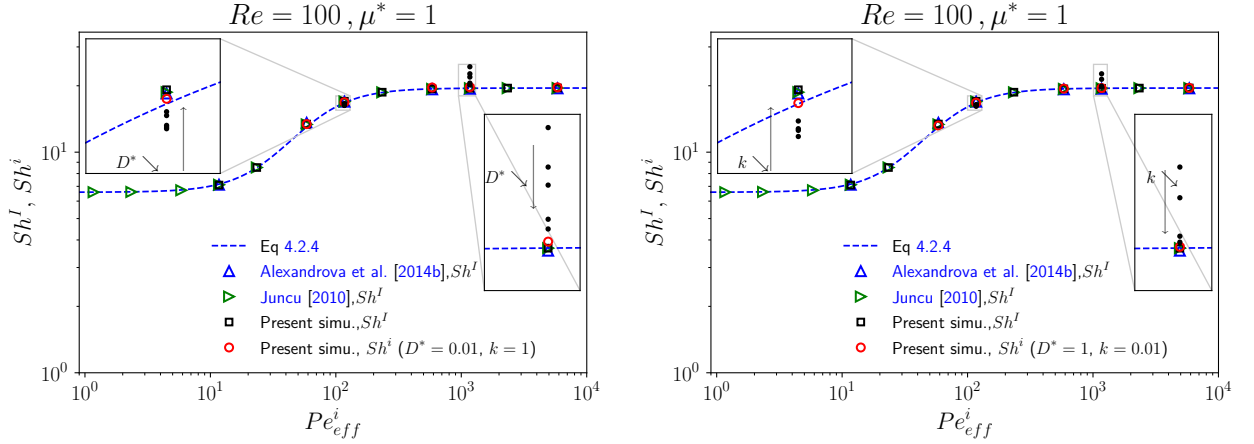 Re = 100 , μ* = 1
Sh^I, Sh^i
10^1
10^0
D*
D*
Eq 4.2.4
Alexandrova et al. [2014b],Sh^I
Juncu [2010],Sh^I
Present simu.,Sh^I
Present simu., Sh^i (D* = 0.01, k = 1)
10^0 10^1 10^2 10^3 10^4
Pe^i_eff
Re = 100 , μ* = 1
Sh^I, Sh^i
10^1
10^0
k
k
Eq 4.2.4
Alexandrova et al. [2014b],Sh^I
Juncu [2010],Sh^I
Present simu.,Sh^I
Present simu., Sh^i (D* = 1, k = 0.01)
10^0 10^1 10^2 10^3 10^4
Pe^i_eff